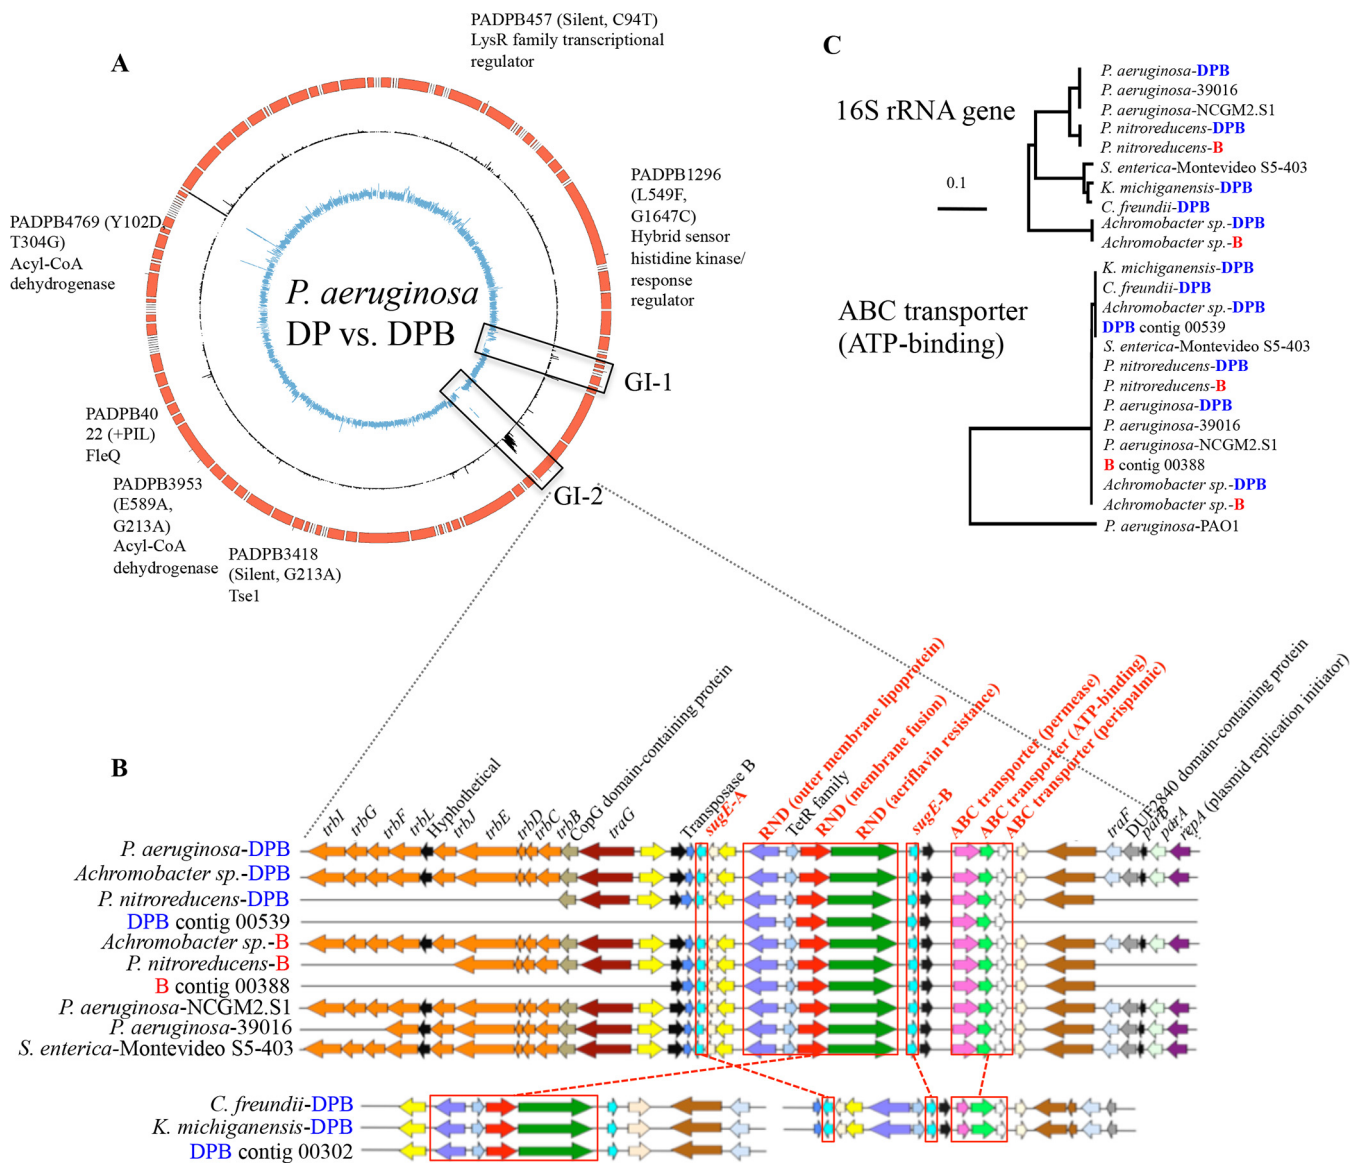 A
PADPB457 (Silent, C94T)
LysR family transcriptional
regulator
PADPB1296
(L549F,
G1647C)
Hybrid sensor
histidine kinase/
response
regulator
PADPB4769 (Y102D,
T304G)
Acyl-CoA
dehydrogenase
P. aeruginosa
DP vs. DPB
GI-1
GI-2
PADPB40
22 (+PIL)
FleQ
PADPB3953
(E589A,
G213A)
Acyl-CoA
dehydrogenase
PADPB3418
(Silent, G213A)
Tse1
C
16S rRNA gene
0.1
P. aeruginosa-DPB
P. aeruginosa-39016
P. aeruginosa-NCGM2.S1
P. nitroreducens-DPB
P. nitroreducens-B
S. enterica-Montevideo S5-403
K. michiganensis-DPB
C. freundii-DPB
Achromobacter sp.-DPB
Achromobacter sp.-B
ABC transporter
(ATP-binding)
K. michiganensis-DPB
C. freundii-DPB
Achromobacter sp.-DPB
DPB contig 00539
S. enterica-Montevideo S5-403
P. nitroreducens-DPB
P. nitroreducens-B
P. aeruginosa-DPB
P. aeruginosa-39016
P. aeruginosa-NCGM2.S1
B contig 00388
Achromobacter sp.-DPB
Achromobacter sp.-B
P. aeruginosa-PAO1
B
trbI
trbG
trbF
trbL
Hyphothetical
trbJ
trbE
trbD
trbC
trbB
CopG domain-containing protein
traG
Transposase B
sugE-A
RND (outer membrane lipoprotein)
TetR family
RND (membrane fusion)
RND (acriflavin resistance)
sugE-B
ABC transporter (permease)
ABC transporter (ATP-binding)
ABC transporter (perispalmic)
traF
DUF2840 domain-containing protein
parB
parA
repA (plasmid replication initiator)
P. aeruginosa-DPB
Achromobacter sp.-DPB
P. nitroreducens-DPB
DPB contig 00539
Achromobacter sp.-B
P. nitroreducens-B
B contig 00388
P. aeruginosa-NCGM2.S1
P. aeruginosa-39016
S. enterica-Montevideo S5-403
C. freundii-DPB
K. michiganensis-DPB
DPB contig 00302